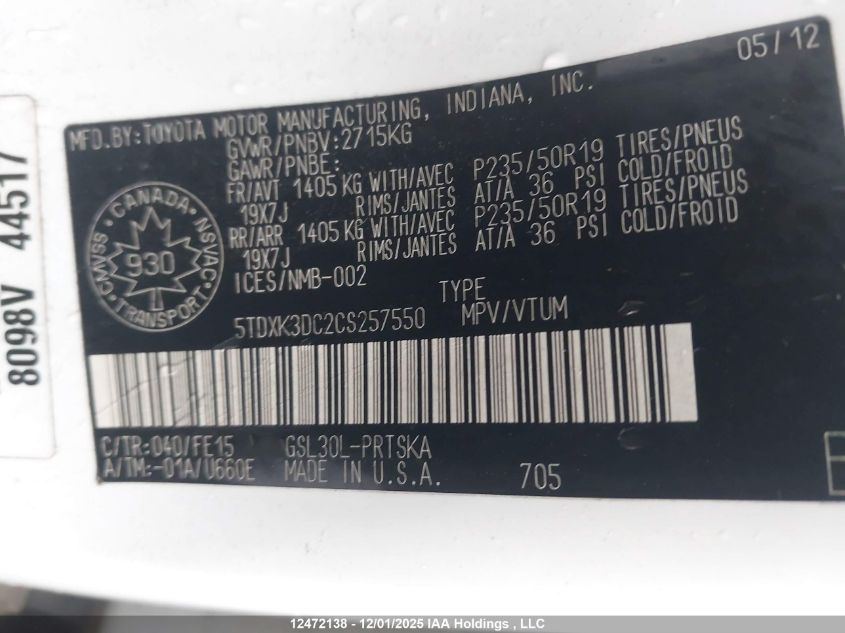 05/12
MFD.BY:TOYOTA MOTOR MANUFACTURING, INDIANA, INC.
GVWR/PNBV:2715KG
GAWR/PNBE:
FR/AVT 1405 KG WITH/AVEC P235/50R19 TIRES/PNEUS
19X7J RIMS/JANTES AT/À 36 PSI COLD/FROID
RR/ARR 1405 KG WITH/AVEC P235/50R19 TIRES/PNEUS
19X7J RIMS/JANTES AT/À 36 PSI COLD/FROID
ICES/NMB-002
CANADA
CMVSS NSVAC
930
TRANSPORT
TYPE
5TDXK3DC2CS257550 MPV/VTUM
C/TR:040/FE15 GSL30L-PRTSKA
A/TM:-01A/U660E MADE IN U.S.A. 705
8098V 44517
12472138 - 12/01/2025 IAA Holdings , LLC